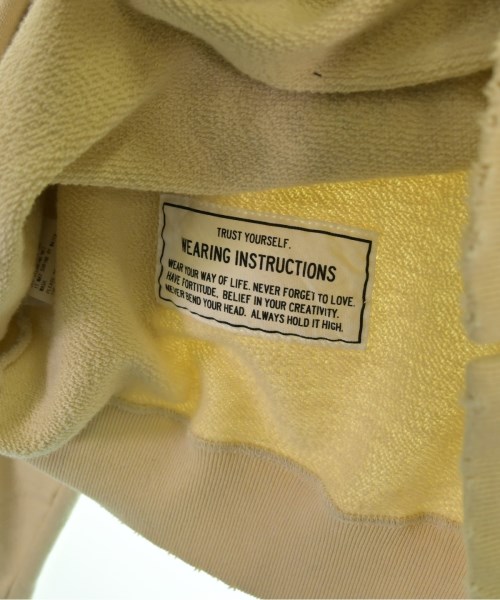 TRUST YOURSELF.
WEARING INSTRUCTIONS
WEAR YOUR WAY OF LIFE. NEVER FORGET TO LOVE.
HAVE FORTITUDE. BELIEF IN YOUR CREATIVITY.
NEVER BEND YOUR HEAD. ALWAYS HOLD IT HIGH.